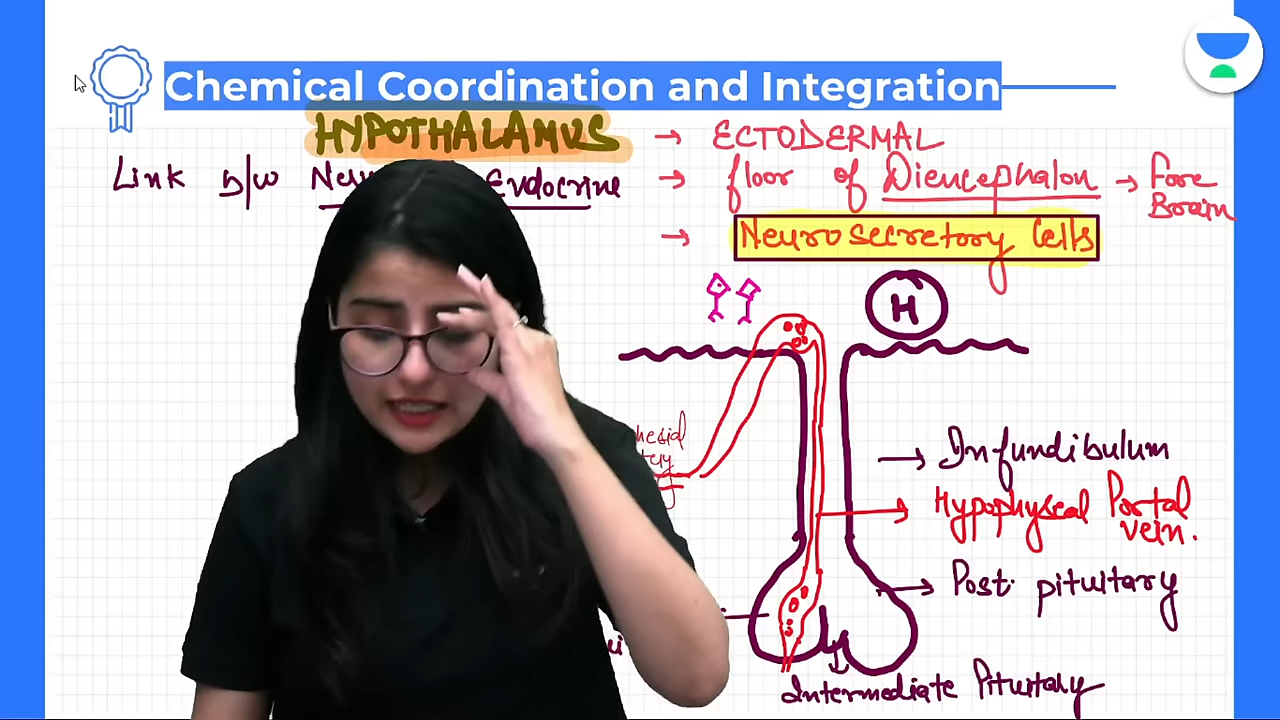 Chemical Coordination and Integration
HYPOTHALAMUS → ECTODERMAL
Link b/w Endocrine → floor of Diencephalon → Fore Brain
→ Neurosecretory Cells
H
→ Infundibulum
Hypophyseal Portal vein.
Post. pituitary
Intermediate Pituitary